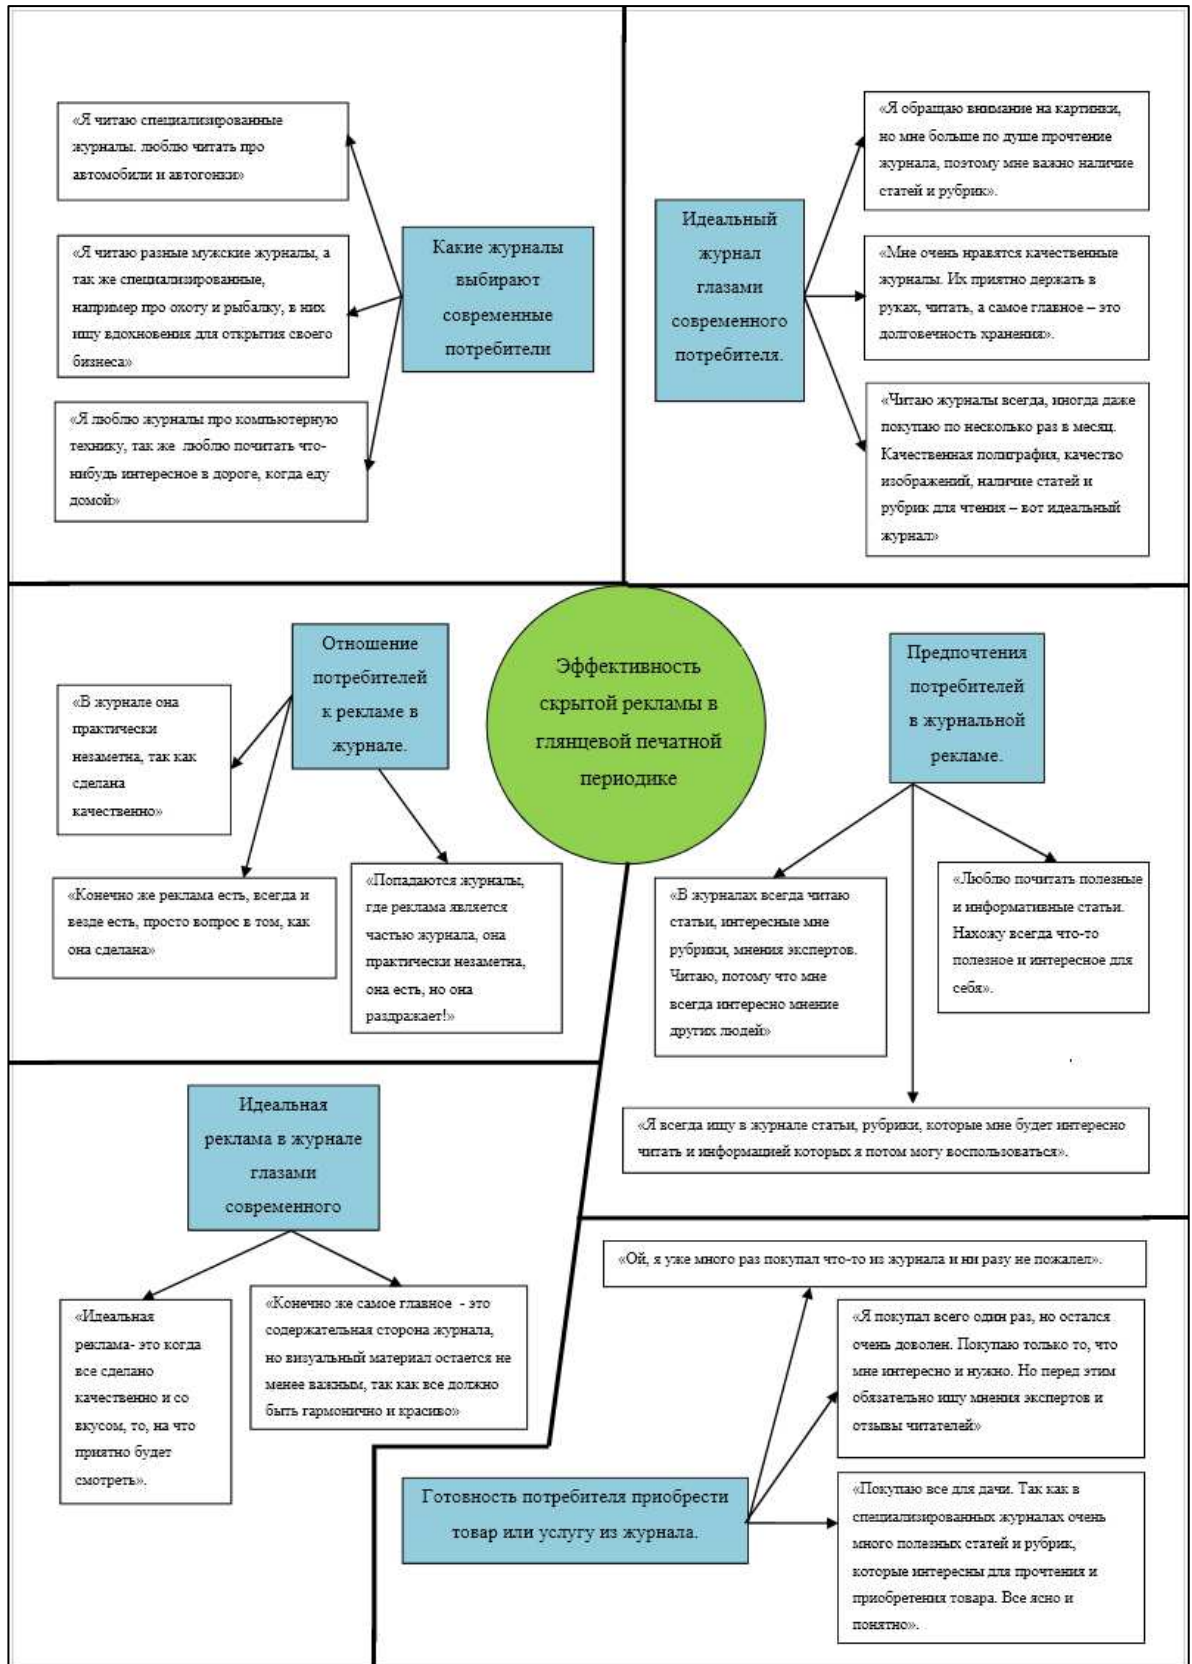 «Я читаю специализированные
журналы. люблю читать про
автомобили и автогонки»
«Я читаю разные мужские журналы, а
так же специализированные,
например про охоту и рыбалку, в них
ищу вдохновения для открытия своего
бизнеса»
«Я люблю журналы про компьютерную
технику, так же люблю почитать что-
нибудь интересное в дороге, когда еду
домой»
Какие журналы
выбирают
современные
потребители
Идеальный
журнал
глазами
современного
потребителя.
«Я обращаю внимание на картинки,
но мне больше по душе прочтение
журнала, поэтому мне важно наличие
статей и рубрик».
«Мне очень нравятся качественные
журналы. Их приятно держать в
руках, читать, а самое главное – это
долговечность хранения».
«Читаю журналы всегда, иногда даже
покупаю по несколько раз в месяц.
Качественная полиграфия, качество
изображений, наличие статей и
рубрик для чтения – вот идеальный
журнал»
Отношение
потребителей
к рекламе в
журнале.
«В журнале она
практически
незаметна, так как
сделана
качественно»
«Конечно же реклама есть, всегда и
везде есть, просто вопрос в том, как
она сделана»
«Попадаются журналы,
где реклама является
частью журнала, она
практически незаметна,
она есть, но она
раздражает!»
Эффективность
скрытой рекламы в
глянцевой печатной
периодике
Предпочтения
потребителей
в журнальной
рекламе.
«В журналах всегда читаю
статьи, интересные мне
рубрики, мнения экспертов.
Читаю, потому что мне
всегда интересно мнение
других людей»
«Люблю почитать полезные
и информативные статьи.
Нахожу всегда что-то
полезное и интересное для
себя».
«Я всегда ищу в журнале статьи, рубрики, которые мне будет интересно
читать и информацией которых я потом могу воспользоваться».
Идеальная
реклама в журнале
глазами
современного
«Идеальная
реклама- это когда
все сделано
качественно и со
вкусом, то, на что
приятно будет
смотреть».
«Конечно же самое главное - это
содержательная сторона журнала,
но визуальный материал остается не
менее важным, так как все должно
быть гармонично и красиво»
Готовность потребителя приобрести
товар или услугу из журнала.
«Ой, я уже много раз покупал что-то из журнала и ни разу не пожалел».
«Я покупал всего один раз, но остался
очень доволен. Покупаю только то, что
мне интересно и нужно. Но перед этим
обязательно ищу мнения экспертов и
отзывы читателей»
«Покупаю все для дачи. Так как в
специализированных журналах очень
много полезных статей и рубрик,
которые интересны для прочтения и
приобретения товара. Все ясно и
понятно».